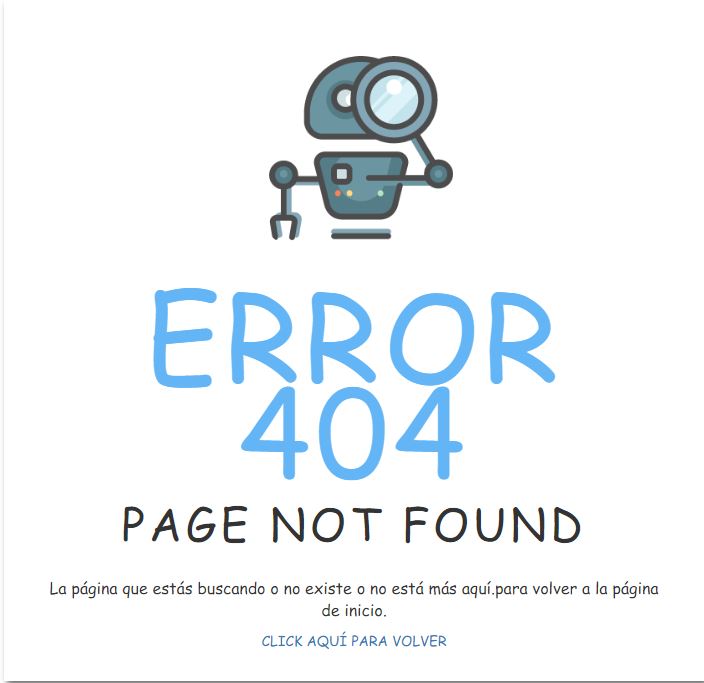 ERROR
404
PAGE NOT FOUND
La página que estás buscando o no existe o no está más aquí.para volver a la página
de inicio.
CLICK AQUÍ PARA VOLVER